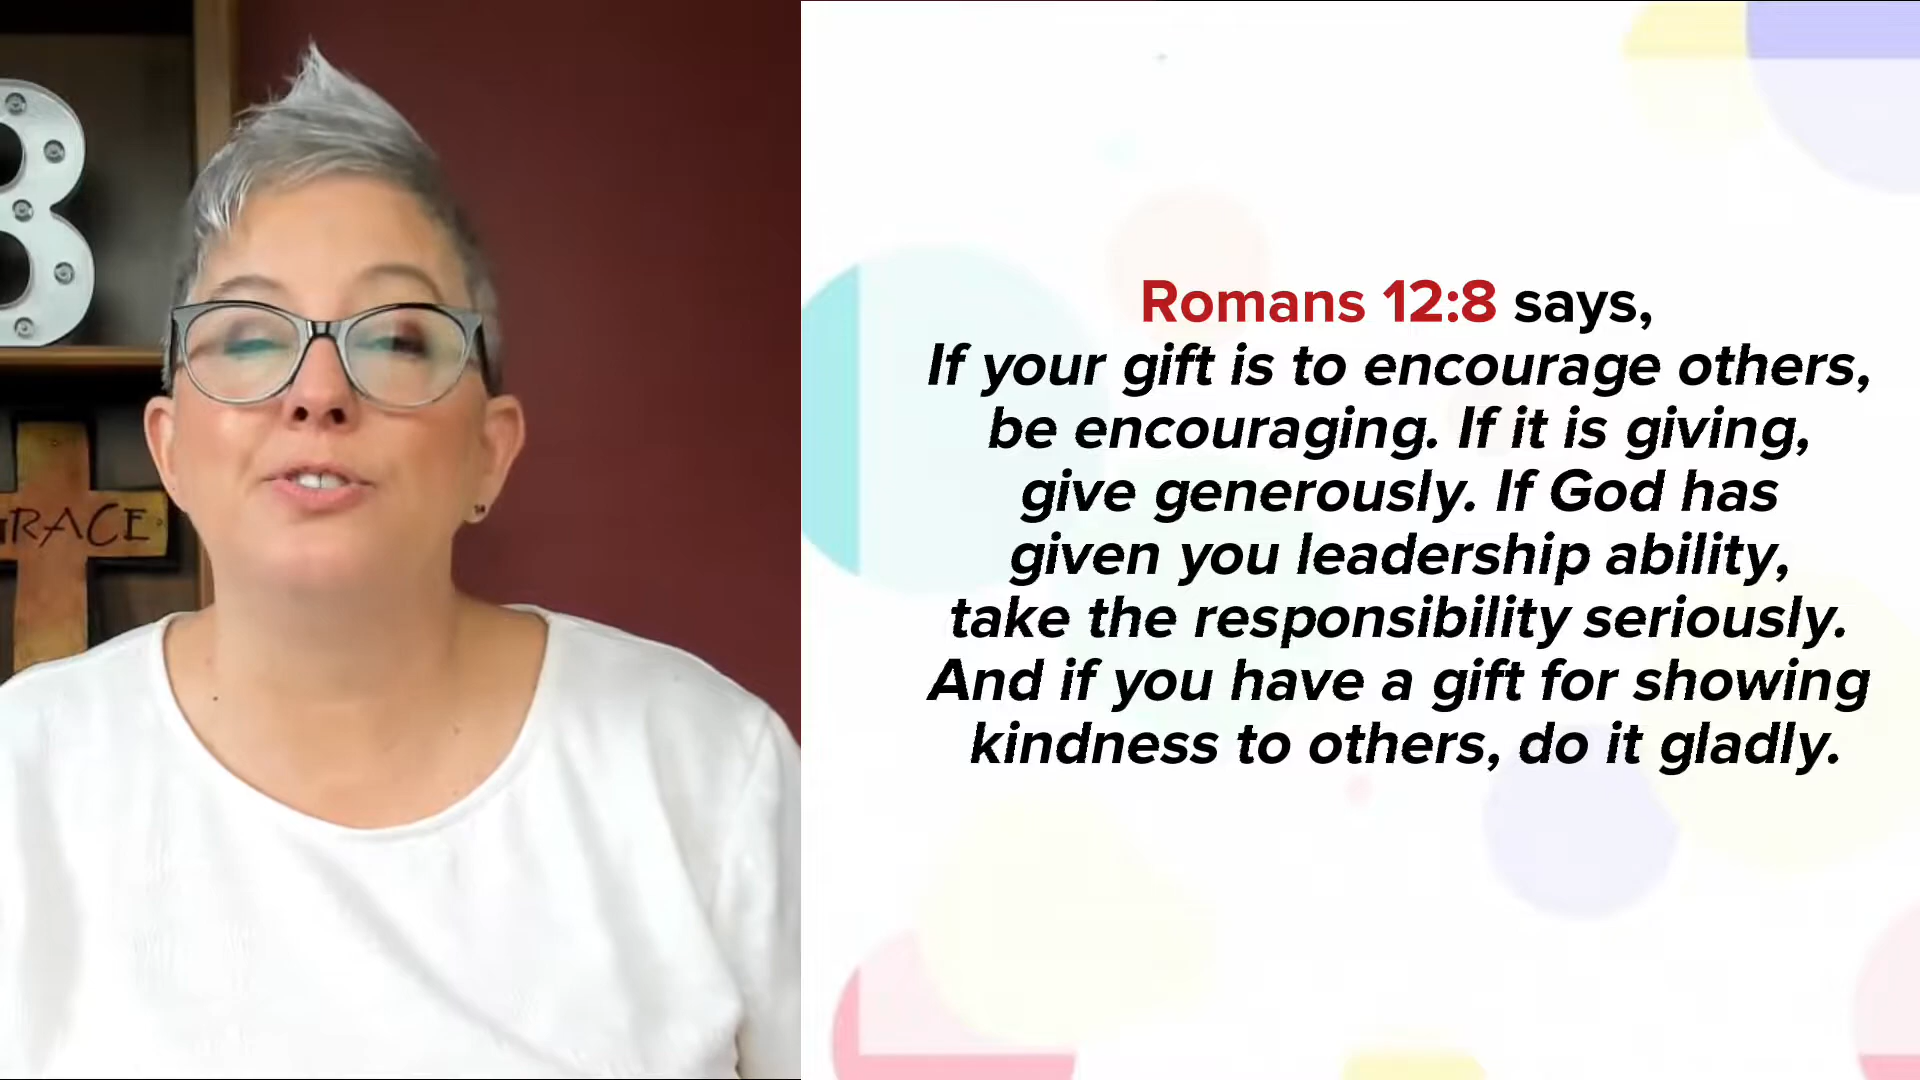 8
GRACE
Romans 12:8 says,
If your gift is to encourage others,
be encouraging. If it is giving,
give generously. If God has
given you leadership ability,
take the responsibility seriously.
And if you have a gift for showing
kindness to others, do it gladly.